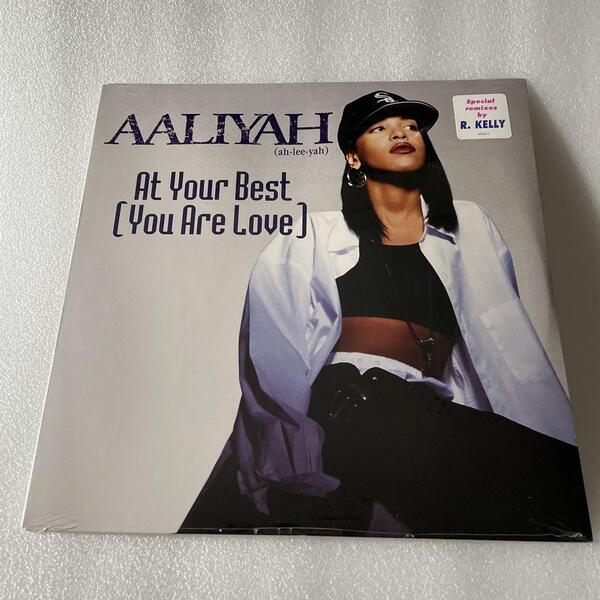 AALIYAH
(ah-lee-yah)
At Your Best
(You Are Love)
Special
remixes
by
R. KELLY